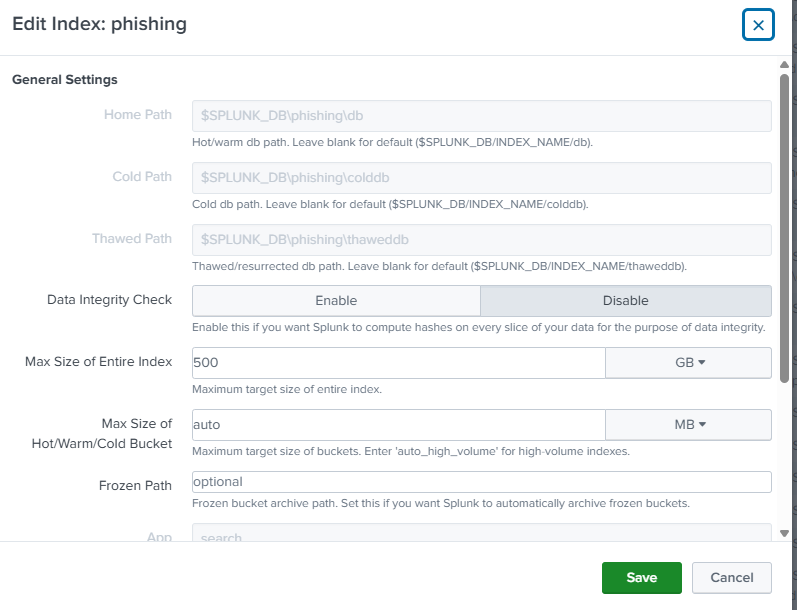 Edit Index: phishing
General Settings
Home Path
$SPLUNK_DB\phishing\db
Hot/warm db path. Leave blank for default ($SPLUNK_DB/INDEX_NAME/db).
Cold Path
$SPLUNK_DB\phishing\colddb
Cold db path. Leave blank for default ($SPLUNK_DB/INDEX_NAME/colddb).
Thawed Path
$SPLUNK_DB\phishing\thaweddb
Thawed/resurrected db path. Leave blank for default ($SPLUNK_DB/INDEX_NAME/thaweddb).
Data Integrity Check
Enable
Disable
Enable this if you want Splunk to compute hashes on every slice of your data for the purpose of data integrity.
Max Size of Entire Index
500
GB
Maximum target size of entire index.
Max Size of
Hot/Warm/Cold Bucket
auto
MB
Maximum target size of buckets. Enter 'auto_high_volume' for high-volume indexes.
Frozen Path
optional
Frozen bucket archive path. Set this if you want Splunk to automatically archive frozen buckets.
App
search
Save
Cancel